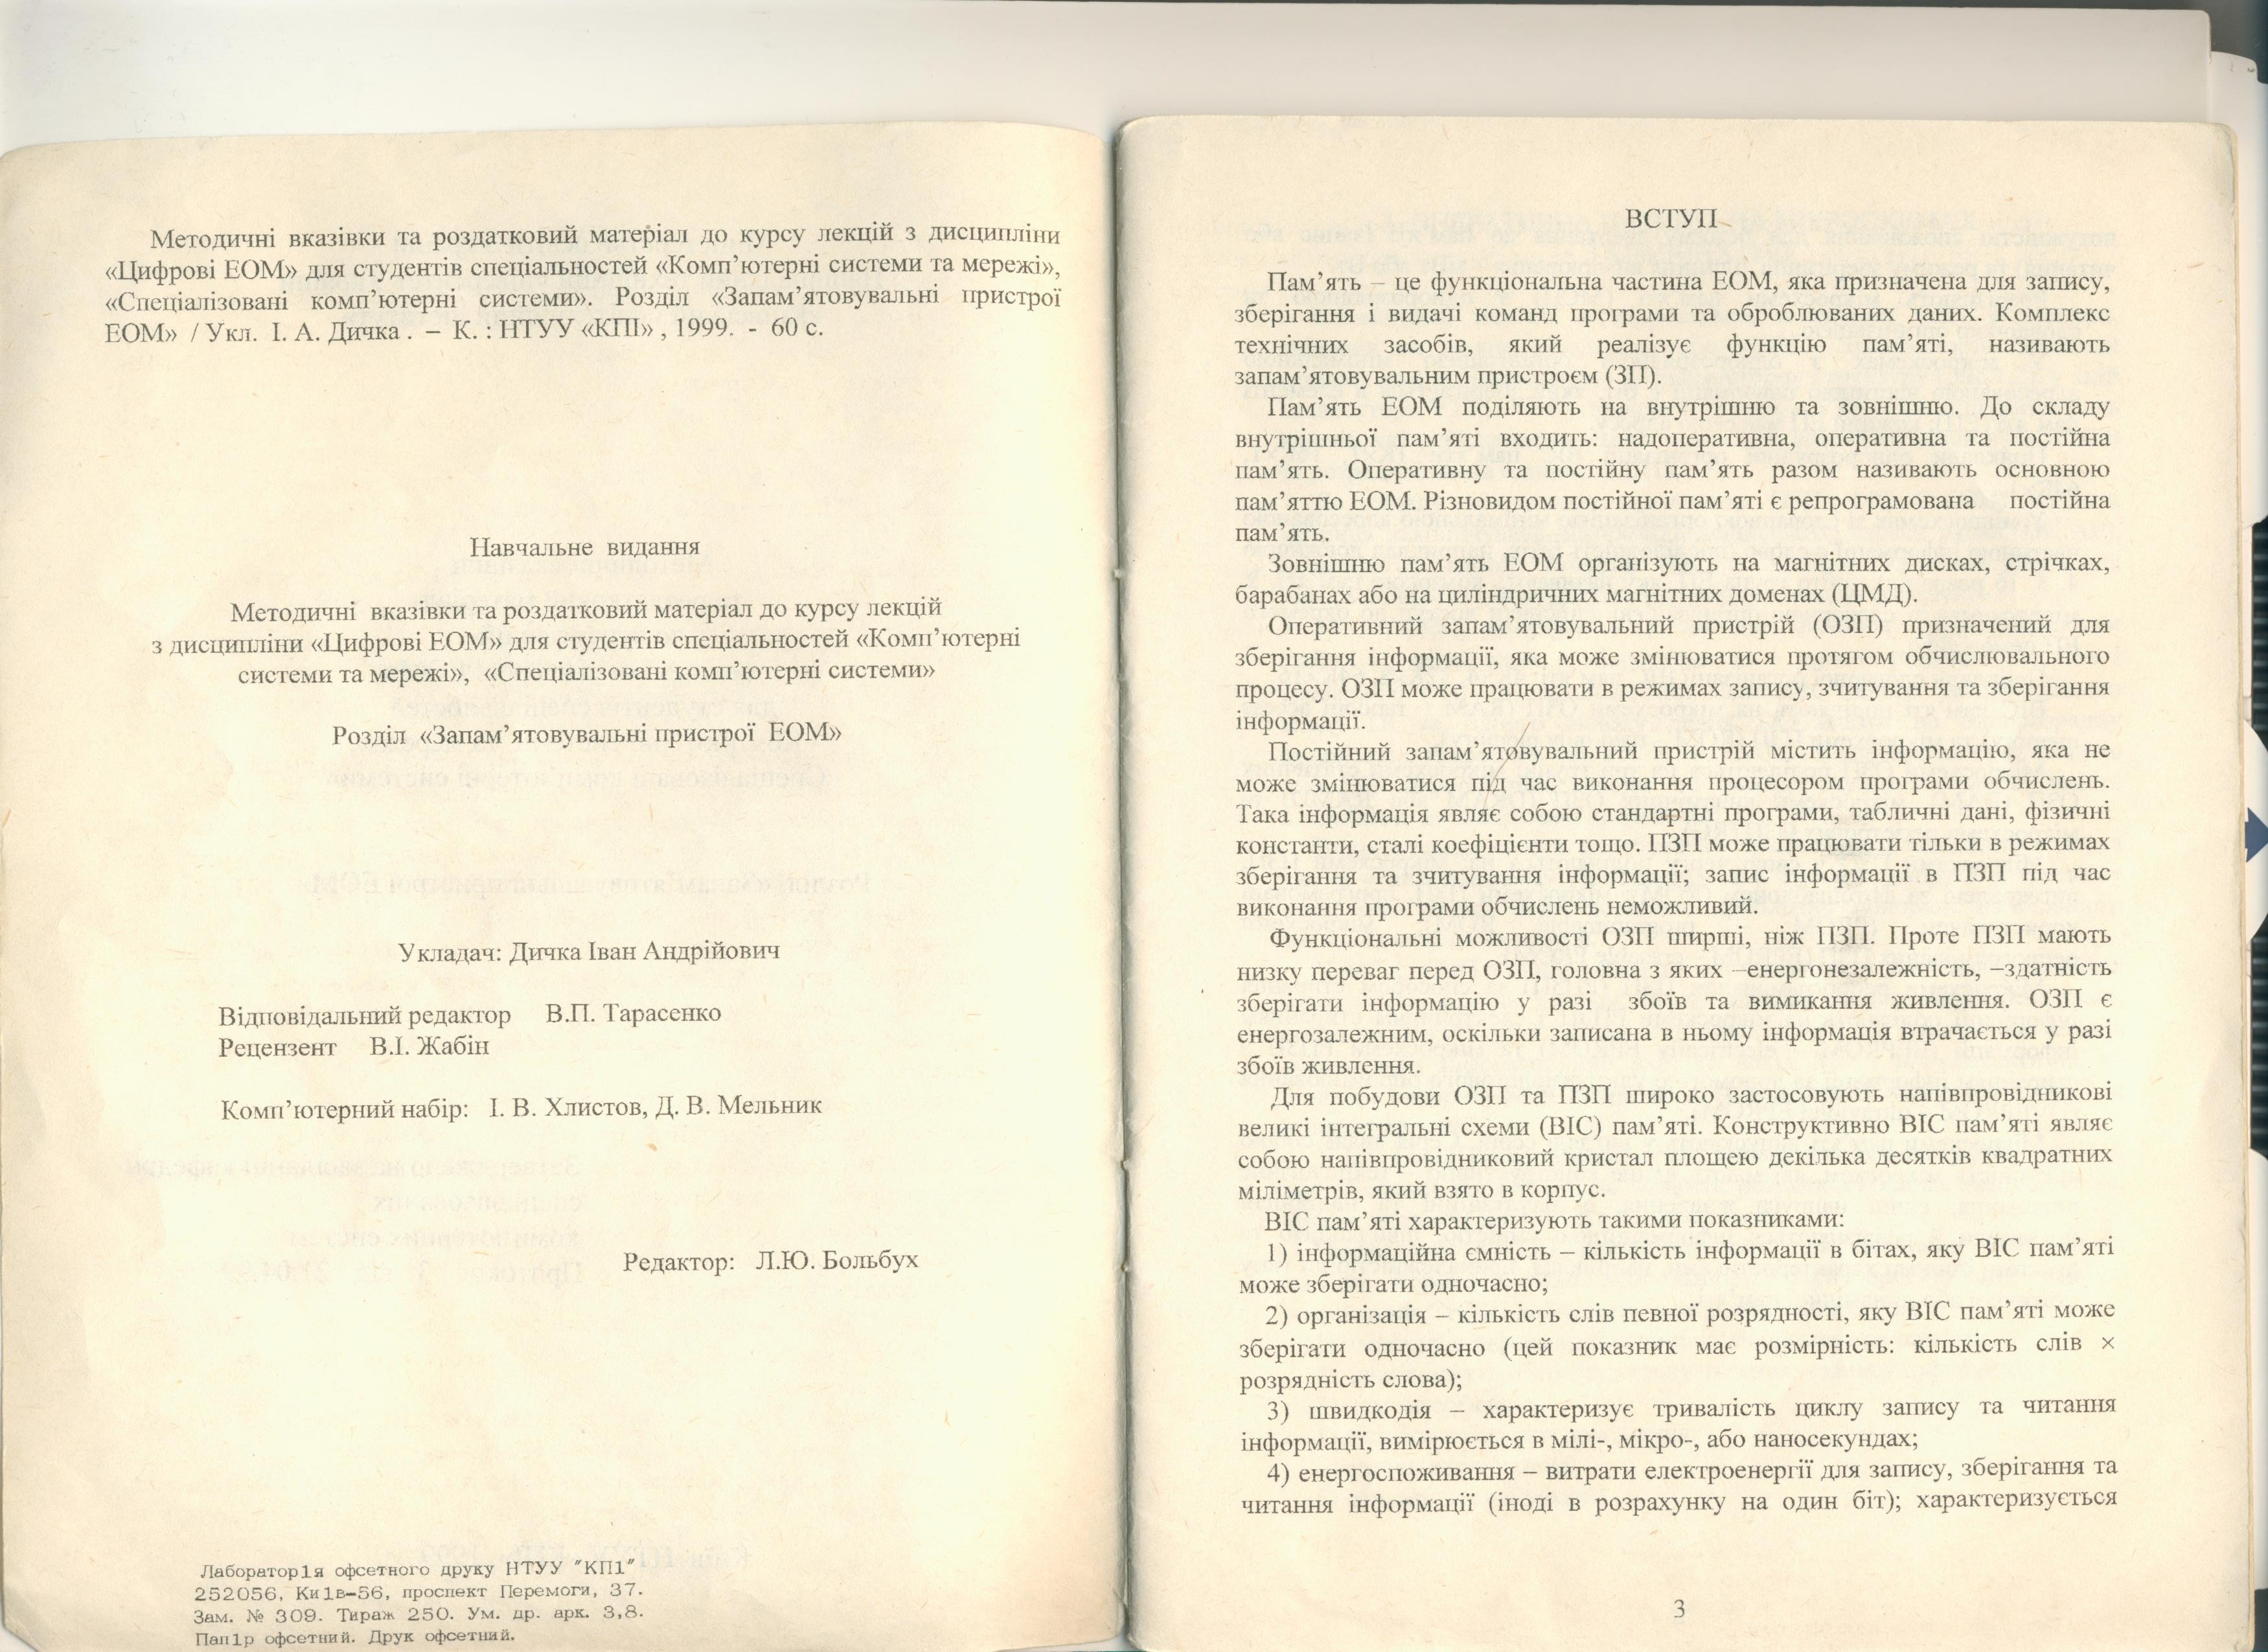 Методичні вказівки та роздатковий матеріал до курсу лекцій з дисципліни
«Цифрові ЕОМ» для студентів спеціальностей «Комп’ютерні системи та мережі»,
«Спеціалізовані комп’ютерні системи». Розділ «Запам’ятовувальні пристрої
ЕОМ» / Укл. І. А. Дичка . – К. : НТУУ «КПІ» , 1999. - 60 с.
Навчальне видання
Методичні вказівки та роздатковий матеріал до курсу лекцій
з дисципліни «Цифрові ЕОМ» для студентів спеціальностей «Комп’ютерні
системи та мережі», «Спеціалізовані комп’ютерні системи»
Розділ «Запам’ятовувальні пристрої ЕОМ»
Укладач: Дичка Іван Андрійович
Відповідальний редактор В.П. Тарасенко
Рецензент В.І. Жабін
Комп’ютерний набір: І. В. Хлистов, Д. В. Мельник
Редактор: Л.Ю. Больбух
Лаборатор1я офсетного друку НТУУ "КП1"
252056, Ки1в-56, проспект Перемоги, 37.
Зам. № 309. Тираж 250. Ум. др. арк. 3,8.
Пап1р офсетний. Друк офсетний.
ВСТУП
Пам’ять – це функціональна частина ЕОМ, яка призначена для запису,
зберігання і видачі команд програми та оброблюваних даних. Комплекс
технічних засобів, який реалізує функцію пам’яті, називають
запам’ятовувальним пристроєм (ЗП).
Пам’ять ЕОМ поділяють на внутрішню та зовнішню. До складу
внутрішньої пам’яті входить: надоперативна, оперативна та постійна
пам’ять. Оперативну та постійну пам’ять разом називають основною
пам’яттю ЕОМ. Різновидом постійної пам’яті є репрограмована постійна
пам’ять.
Зовнішню пам’ять ЕОМ організують на магнітних дисках, стрічках,
барабанах або на циліндричних магнітних доменах (ЦМД).
Оперативний запам’ятовувальний пристрій (ОЗП) призначений для
зберігання інформації, яка може змінюватися протягом обчислювального
процесу. ОЗП може працювати в режимах запису, зчитування та зберігання
інформації.
Постійний запам’ятовувальний пристрій містить інформацію, яка не
може змінюватися під час виконання процесором програми обчислень.
Така інформація являє собою стандартні програми, табличні дані, фізичні
константи, сталі коефіцієнти тощо. ПЗП може працювати тільки в режимах
зберігання та зчитування інформації; запис інформації в ПЗП під час
виконання програми обчислень неможливий.
Функціональні можливості ОЗП ширші, ніж ПЗП. Проте ПЗП мають
низку переваг перед ОЗП, головна з яких –енергонезалежність, –здатність
зберігати інформацію у разі збоїв та вимикання живлення. ОЗП є
енергозалежним, оскільки записана в ньому інформація втрачається у разі
збоїв живлення.
Для побудови ОЗП та ПЗП широко застосовують напівпровідникові
великі інтегральні схеми (ВІС) пам’яті. Конструктивно ВІС пам’яті являє
собою напівпровідниковий кристал площею декілька десятків квадратних
міліметрів, який взято в корпус.
ВІС пам’яті характеризують такими показниками:
1) інформаційна ємність – кількість інформації в бітах, яку ВІС пам’яті
може зберігати одночасно;
2) організація – кількість слів певної розрядності, яку ВІС пам’яті може
зберігати одночасно (цей показник має розмірність: кількість слів ×
розрядність слова);
3) швидкодія – характеризує тривалість циклу запису та читання
інформації, вимірюється в мілі-, мікро-, або наносекундах;
4) енергоспоживання – витрати електроенергії для запису, зберігання та
читання інформації (іноді в розрахунку на один біт); характеризується
3